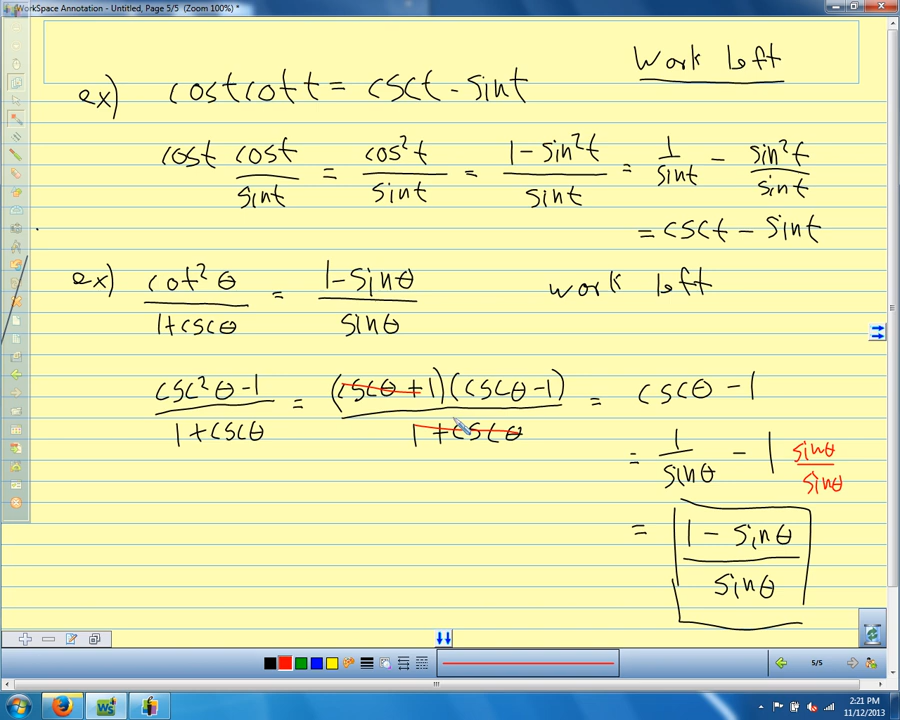 WorkSpace Annotation - Untitled, Page 5/5 (Zoom 100%) *
Work left
ex) cost cott t = csct - sint
cost cost/sint = cos²t/sint = 1-sin²t/sint = 1/sint - sin²t/sint
= csct - sint
ex) cot²θ/1+cscθ = 1-sinθ/sinθ work left
csc²θ-1/1+cscθ = (cscθ+1)(cscθ-1)/1+cscθ = cscθ-1
= 1/sinθ - 1 sinθ/sinθ
= 1-sinθ/sinθ
5/5
2:21 PM
11/12/2013